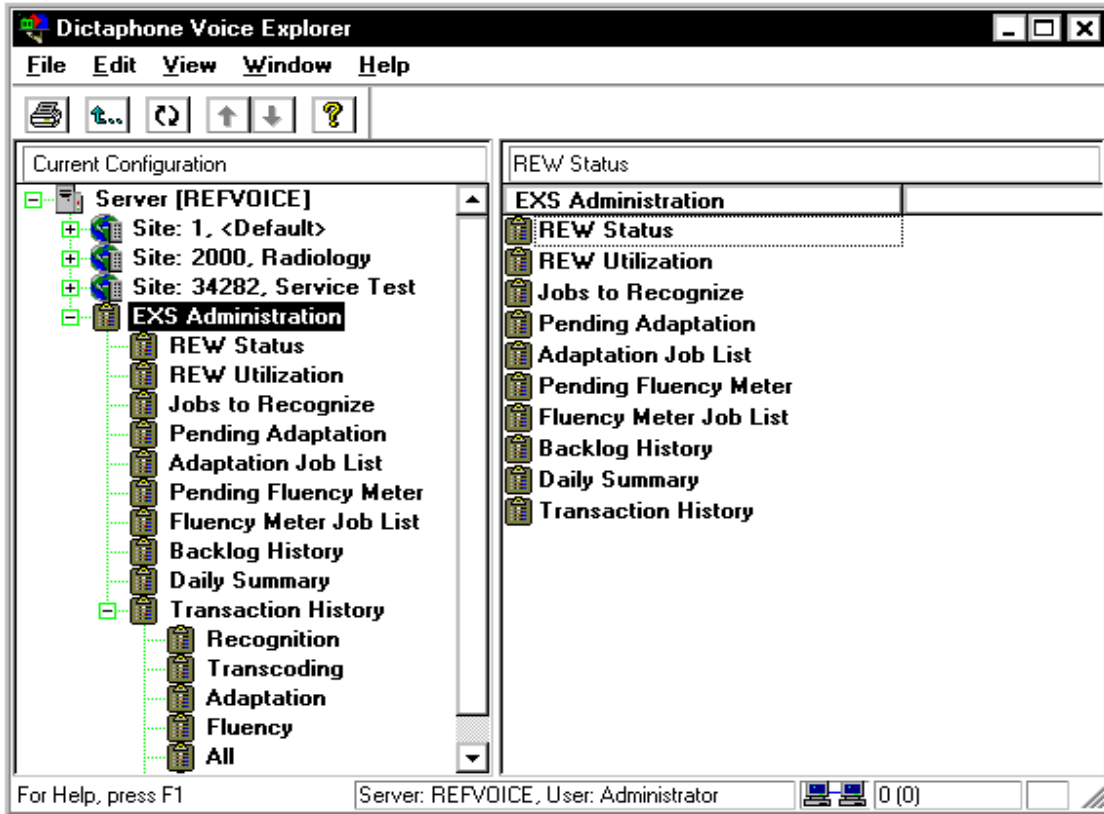 Dictaphone Voice Explorer
File Edit View Window Help
Current Configuration
Server [REFVOICE]
Site: 1, <Default>
Site: 2000, Radiology
Site: 34282, Service Test
EXS Administration
REW Status
REW Utilization
Jobs to Recognize
Pending Adaptation
Adaptation Job List
Pending Fluency Meter
Fluency Meter Job List
Backlog History
Daily Summary
Transaction History
Recognition
Transcoding
Adaptation
Fluency
All
REW Status
EXS Administration
REW Status
REW Utilization
Jobs to Recognize
Pending Adaptation
Adaptation Job List
Pending Fluency Meter
Fluency Meter Job List
Backlog History
Daily Summary
Transaction History
For Help, press F1
Server: REFVOICE, User: Administrator
0 (0)